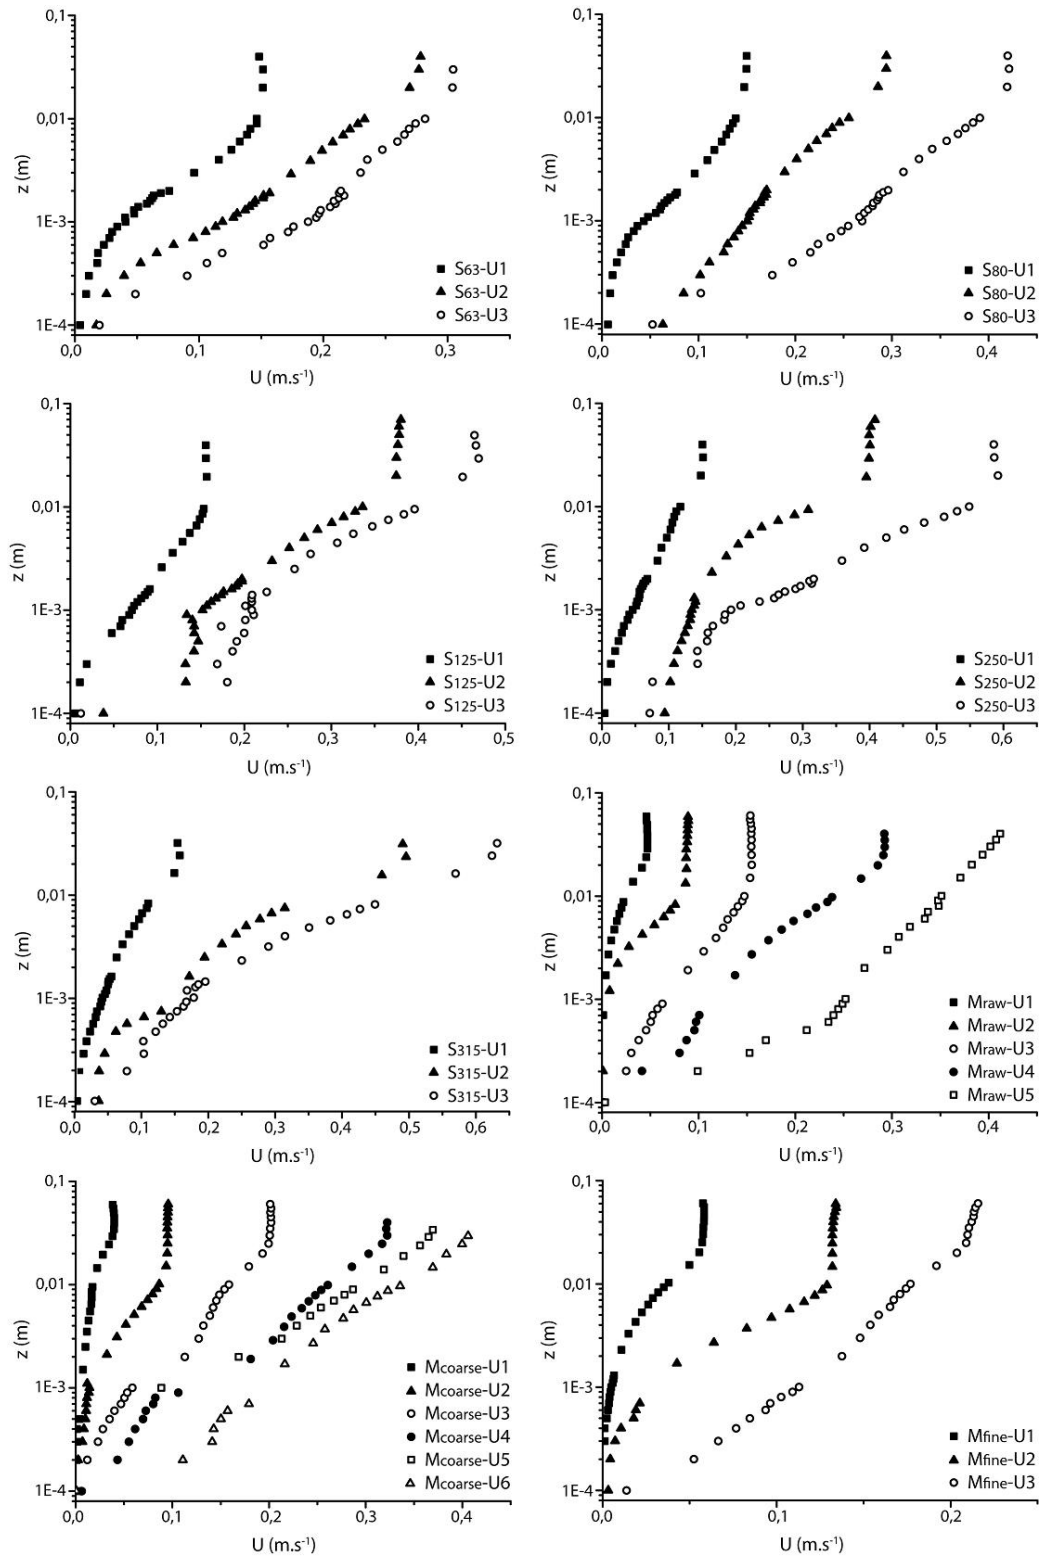 0,1
0,01
1E-3
1E-4
z (m)
0,0 0,1 0,2 0,3
U (m.s⁻¹)
S63-U1
S63-U2
S63-U3
0,1
0,01
1E-3
1E-4
z (m)
0,0 0,1 0,2 0,3 0,4
U (m.s⁻¹)
S80-U1
S80-U2
S80-U3
0,1
0,01
1E-3
1E-4
z (m)
0,0 0,1 0,2 0,3 0,4 0,5
U (m.s⁻¹)
S125-U1
S125-U2
S125-U3
0,1
0,01
1E-3
1E-4
z (m)
0,0 0,1 0,2 0,3 0,4 0,5 0,6
U (m.s⁻¹)
S250-U1
S250-U2
S250-U3
0,1
0,01
1E-3
1E-4
z (m)
0,0 0,1 0,2 0,3 0,4 0,5 0,6
U (m.s⁻¹)
S315-U1
S315-U2
S315-U3
0,1
0,01
1E-3
1E-4
z (m)
0,0 0,1 0,2 0,3 0,4
U (m.s⁻¹)
Mraw-U1
Mraw-U2
Mraw-U3
Mraw-U4
Mraw-U5
0,1
0,01
1E-3
1E-4
z (m)
0,0 0,1 0,2 0,3 0,4
U (m.s⁻¹)
Mcoarse-U1
Mcoarse-U2
Mcoarse-U3
Mcoarse-U4
Mcoarse-U5
Mcoarse-U6
0,1
0,01
1E-3
1E-4
z (m)
0,0 0,1 0,2
U (m.s⁻¹)
Mfine-U1
Mfine-U2
Mfine-U3